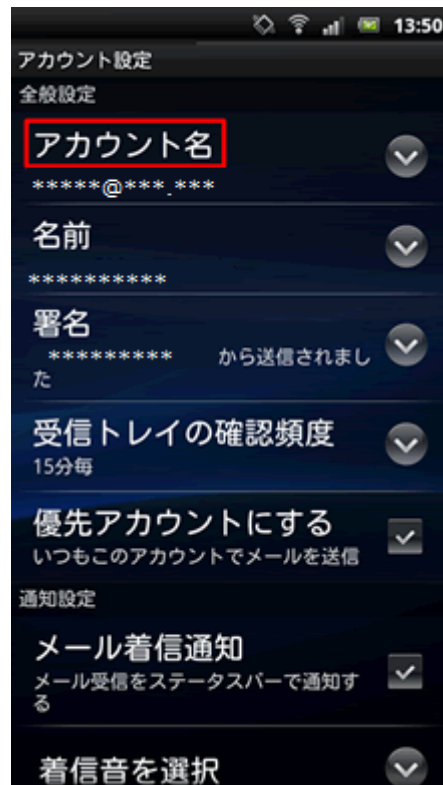 13:50
アカウント設定
全般設定
アカウント名
*****@***.***
名前
**********
署名
********* から送信されまし
た
受信トレイの確認頻度
15分毎
優先アカウントにする
いつもこのアカウントでメールを送信
通知設定
メール着信通知
メール受信をステータスバーで通知す
る
着信音を選択